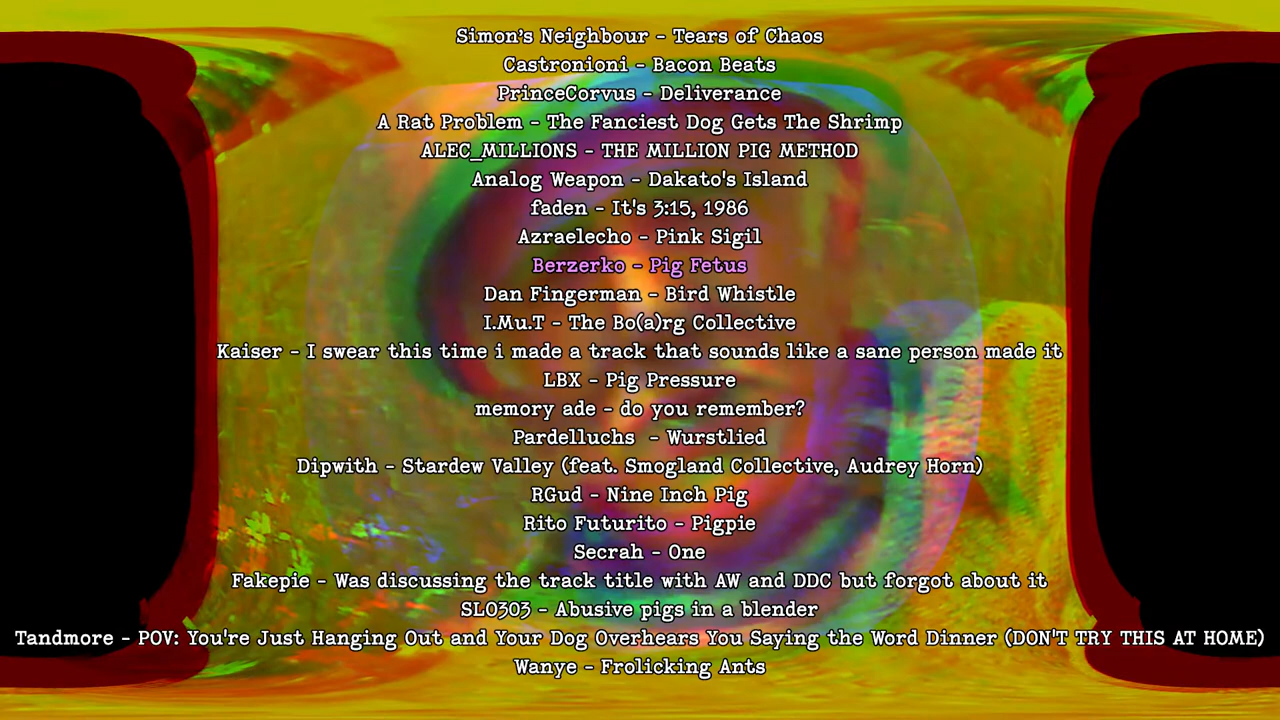 Simon's Neighbour - Tears of Chaos
Castronioni - Bacon Beats
PrinceCorvus - Deliverance
A Rat Problem - The Fanciest Dog Gets The Shrimp
ALEC_MILLIONS - THE MILLION PIG METHOD
Analog Weapon - Dakato's Island
faden - It's 3:15, 1986
Azraelecho - Pink Sigil
Berzerko - Pig Fetus
Dan Fingerman - Bird Whistle
I.Mu.T - The Bo(a)rg Collective
Kaiser - I swear this time i made a track that sounds like a sane person made it
LBX - Pig Pressure
memory ade - do you remember?
Pardelluchs - Wurstlied
Dipwith - Stardew Valley (feat. Smogland Collective, Audrey Horn)
RGud - Nine Inch Pig
Rito Futurito - Pigpie
Secrah - One
Fakepie - Was discussing the track title with AW and DDC but forgot about it
SLO303 - Abusive pigs in a blender
Tandmore - POV: You're Just Hanging Out and Your Dog Overhears You Saying the Word Dinner (DON'T TRY THIS AT HOME)
Wanye - Frolicking Ants